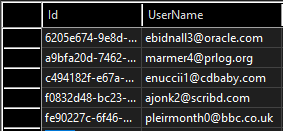 Id UserName
6205e674-9e8d-... ebidnall3@oracle.com
a9bfa20d-7462-... marmer4@prlog.org
c494182f-e67a-... enuccii1@cdbaby.com
f0832d48-bc23-... ajonk2@scribd.com
fe90227c-6f46-... pleirmonth0@bbc.co.uk